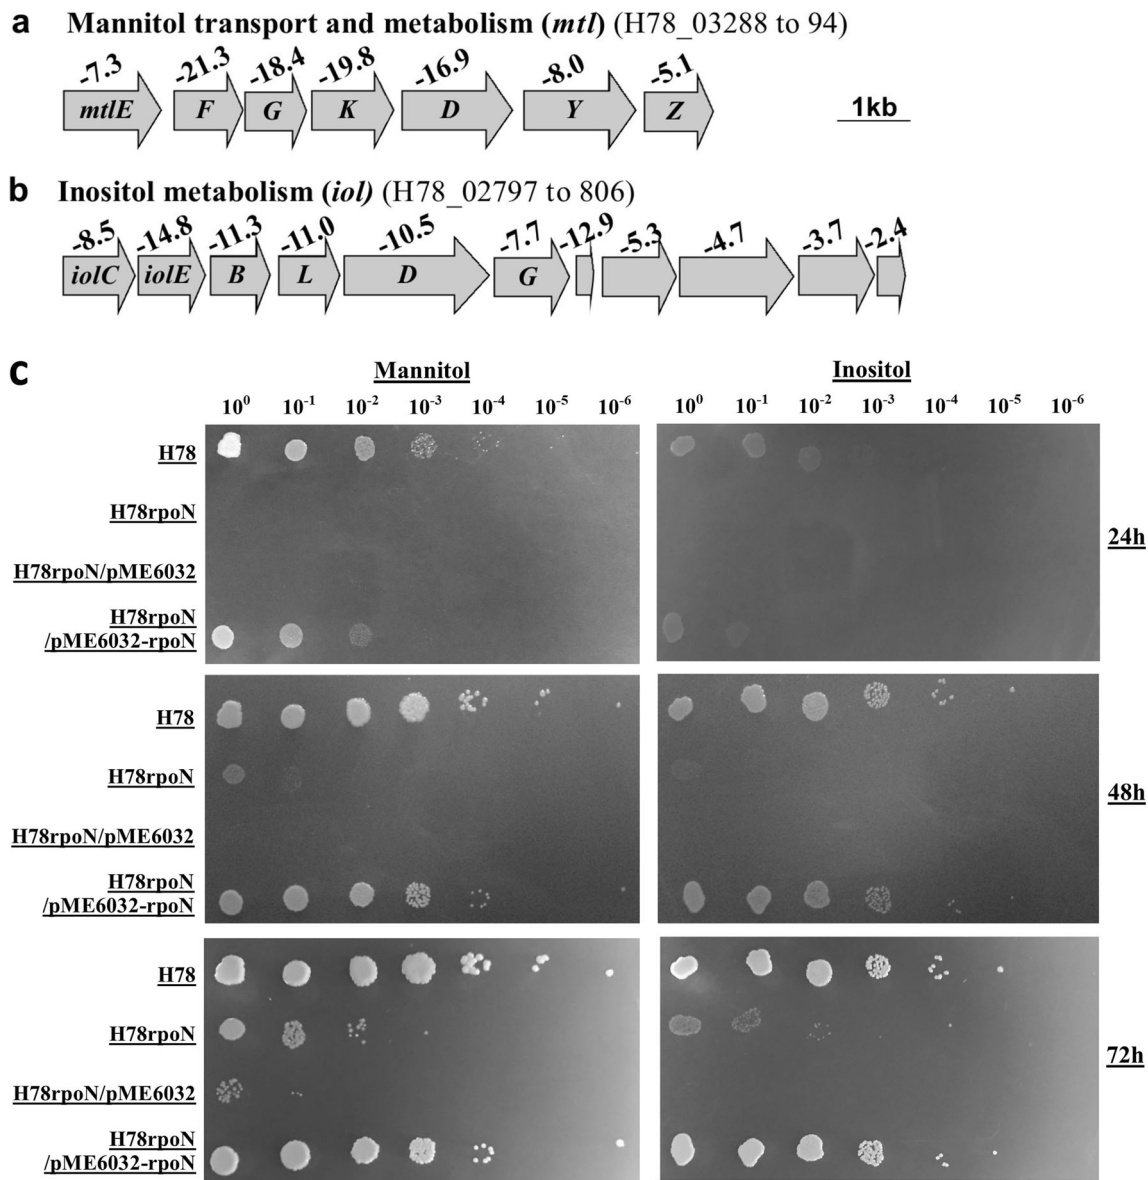 a Mannitol transport and metabolism (mtl) (H78_03288 to 94)
-7.3 -21.3 -18.4 -19.8 -16.9 -8.0 -5.1
mtlE F G K D Y Z 1kb
b Inositol metabolism (iol) (H78_02797 to 806)
-8.5 -14.8 -11.3 -11.0 -10.5 -7.7 -12.9 -5.3 -4.7 -3.7 -2.4
iolC iolE B L D G
c Mannitol Inositol
10⁰ 10⁻¹ 10⁻² 10⁻³ 10⁻⁴ 10⁻⁵ 10⁻⁶ 10⁰ 10⁻¹ 10⁻² 10⁻³ 10⁻⁴ 10⁻⁵ 10⁻⁶
H78
H78rpoN
24h
H78rpoN/pME6032
H78rpoN
/pME6032-rpoN
H78
H78rpoN
48h
H78rpoN/pME6032
H78rpoN
/pME6032-rpoN
H78
H78rpoN
72h
H78rpoN/pME6032
H78rpoN
/pME6032-rpoN